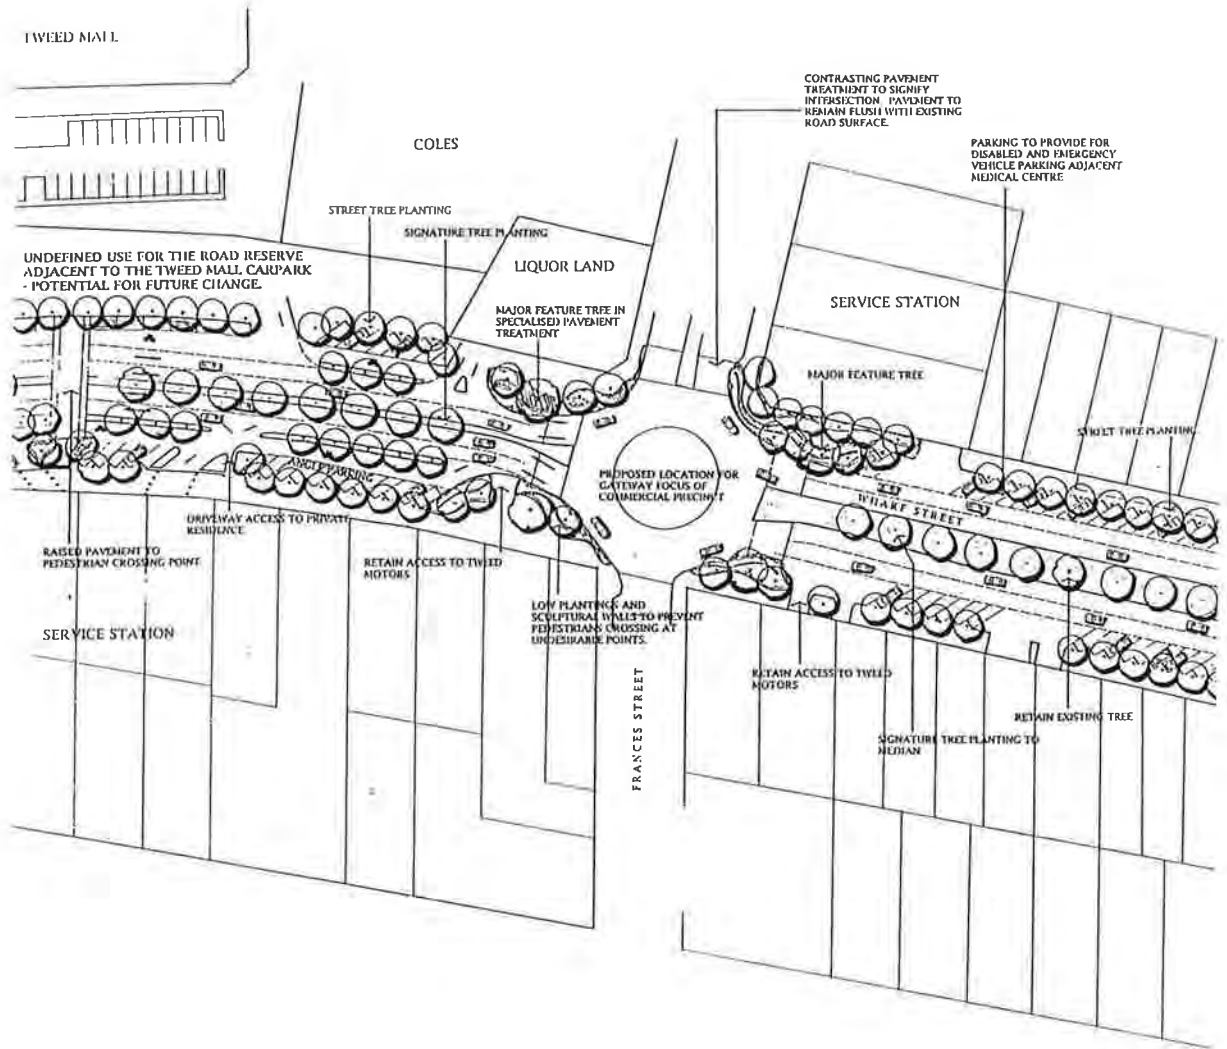 TWEED MALL
COLES
CONTRASTING PAVEMENT
TREATMENT TO SIGNIFY
INTERSECTION. PAVEMENT TO
REMAIN FLUSH WITH EXISTING
ROAD SURFACE.
PARKING TO PROVIDE FOR
DISABLED AND EMERGENCY
VEHICLE PARKING ADJACENT
MEDICAL CENTRE
STREET TREE PLANTING
SIGNATURE TREE PLANTING
UNDEFINED USE FOR THE ROAD RESERVE
ADJACENT TO THE TWEED MALL CARPARK
- POTENTIAL FOR FUTURE CHANGE.
LIQUOR LAND
MAJOR FEATURE TREE IN
SPECIALISED PAVEMENT
TREATMENT
SERVICE STATION
MAJOR FEATURE TREE
STREET TREE PLANTING
ANGLE PARKING
PROPOSED LOCATION FOR
GATEWAY FOCUS OF
COMMERCIAL PRECINCT
WHARF STREET
DRIVEWAY ACCESS TO PRIVATE
RESIDENCE
RAISED PAVEMENT TO
PEDESTRIAN CROSSING POINT
RETAIN ACCESS TO TWEED
MOTORS
LOW PLANTINGS AND
SCULPTURAL WALLS TO PREVENT
PEDESTRIANS CROSSING AT
UNDESIRABLE POINTS.
SERVICE STATION
FRANCES STREET
RETAIN ACCESS TO TWEED
MOTORS
RETAIN EXISTING TREE
SIGNATURE TREE PLANTING TO
MEDIAN